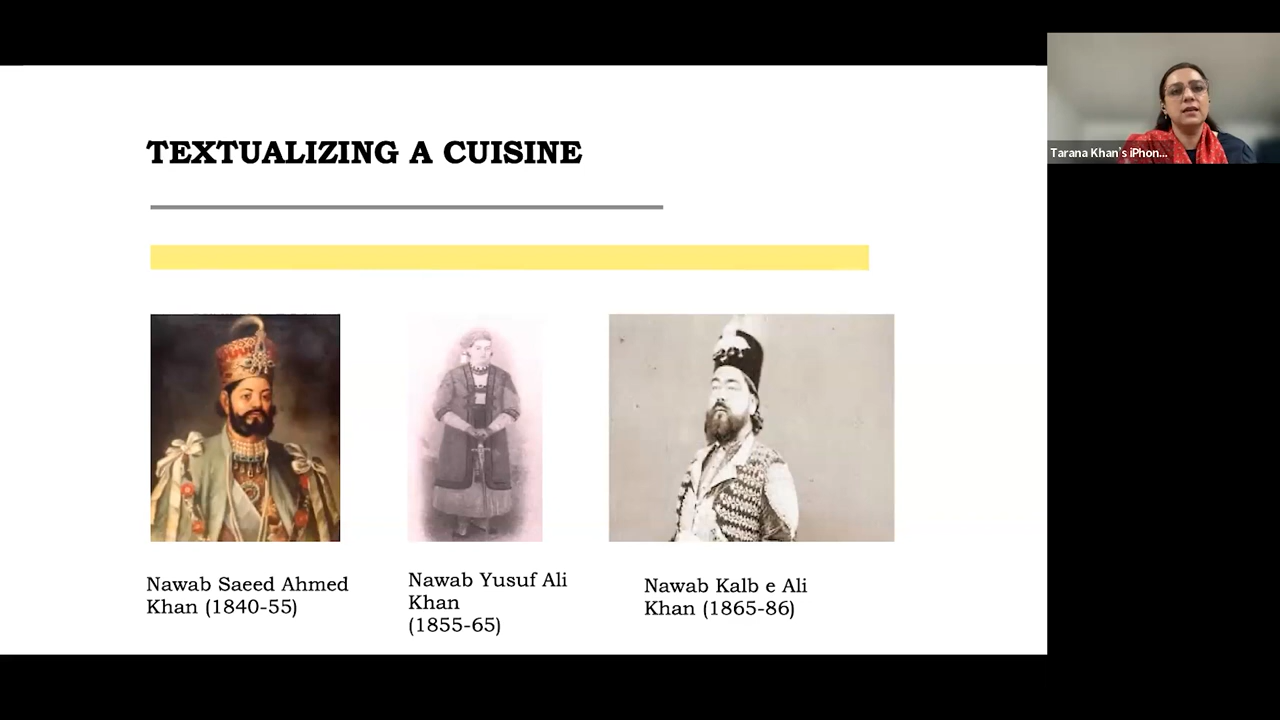 TEXTUALIZING A CUISINE
Tarana Khan's iPhon...
Nawab Saeed Ahmed
Khan (1840-55)
Nawab Yusuf Ali
Khan
(1855-65)
Nawab Kalb e Ali
Khan (1865-86)